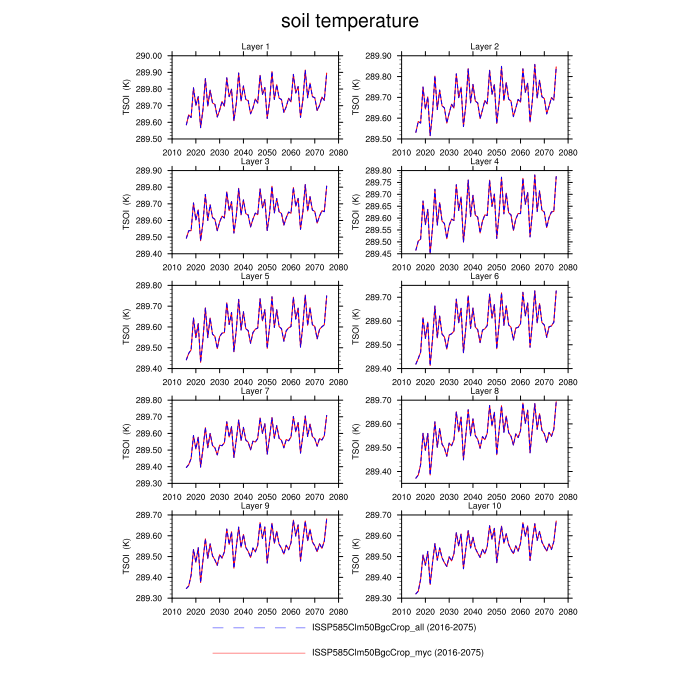 soil temperature
Layer 1
TSOI (K)
290.00
289.90
289.80
289.70
289.60
289.50
2010 2020 2030 2040 2050 2060 2070 2080
Layer 2
TSOI (K)
289.90
289.80
289.70
289.60
289.50
2010 2020 2030 2040 2050 2060 2070 2080
Layer 3
TSOI (K)
289.90
289.80
289.70
289.60
289.50
289.40
2010 2020 2030 2040 2050 2060 2070 2080
Layer 4
TSOI (K)
289.80
289.75
289.70
289.65
289.60
289.55
289.50
289.45
2010 2020 2030 2040 2050 2060 2070 2080
Layer 5
TSOI (K)
289.80
289.70
289.60
289.50
289.40
2010 2020 2030 2040 2050 2060 2070 2080
Layer 6
TSOI (K)
289.70
289.60
289.50
289.40
2010 2020 2030 2040 2050 2060 2070 2080
Layer 7
TSOI (K)
289.80
289.70
289.60
289.50
289.40
289.30
2010 2020 2030 2040 2050 2060 2070 2080
Layer 8
TSOI (K)
289.70
289.60
289.50
289.40
2010 2020 2030 2040 2050 2060 2070 2080
Layer 9
TSOI (K)
289.70
289.60
289.50
289.40
289.30
2010 2020 2030 2040 2050 2060 2070 2080
Layer 10
TSOI (K)
289.70
289.60
289.50
289.40
289.30
2010 2020 2030 2040 2050 2060 2070 2080
ISSP585Clm50BgcCrop_all (2016-2075)
ISSP585Clm50BgcCrop_myc (2016-2075)